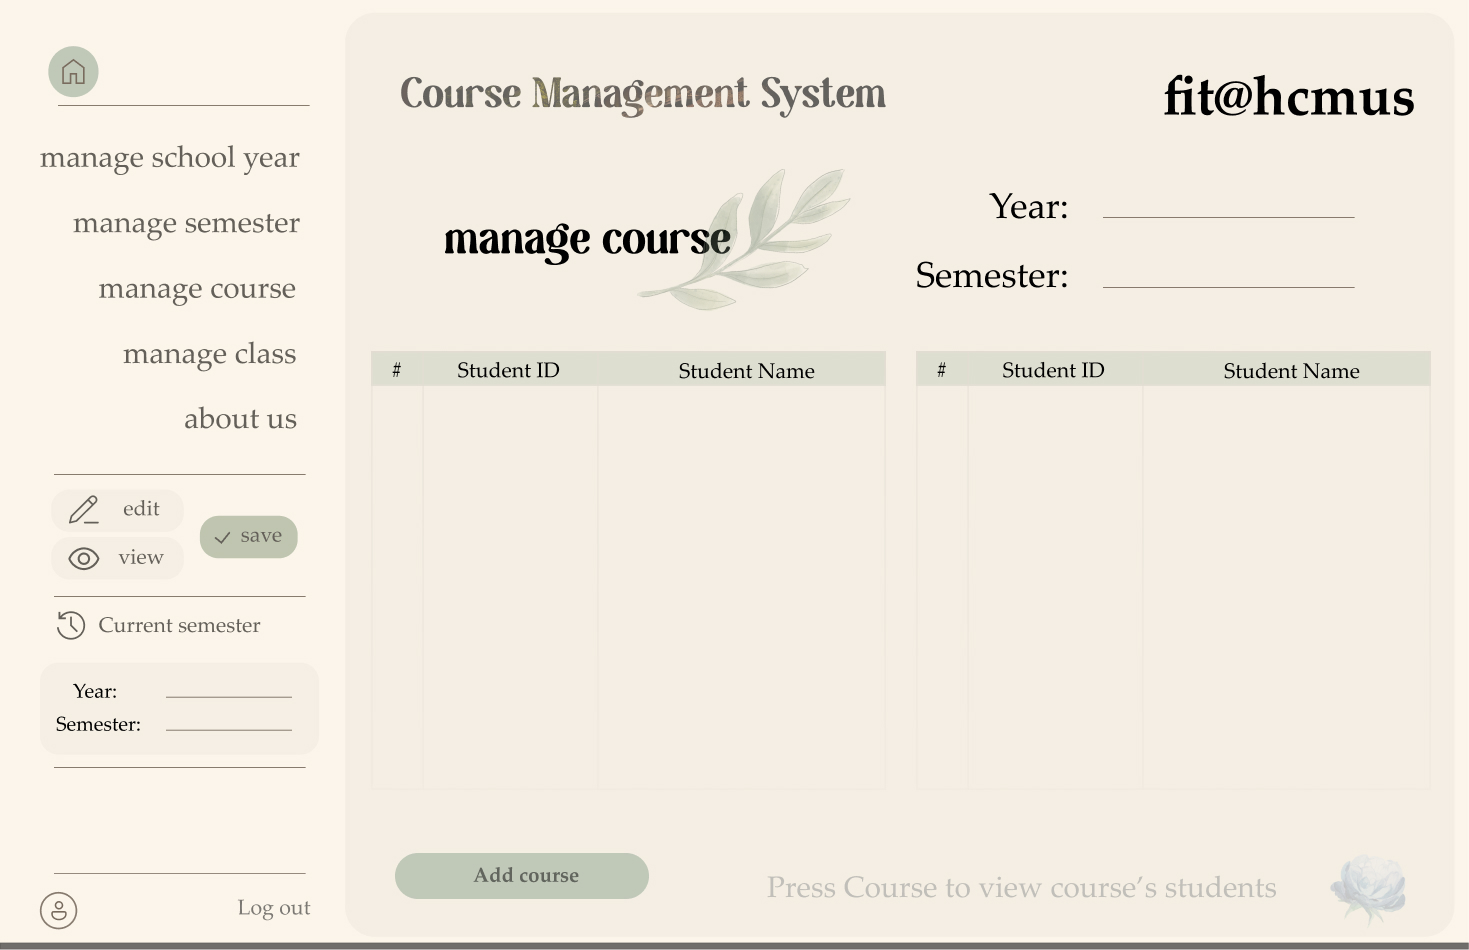 manage school year
manage semester
manage course
manage class
about us
edit
view
save
Current semester
Year:
Semester:
Log out
Course Management System
fit@hcmus
manage course
Year:
Semester:
# Student ID Student Name
# Student ID Student Name
Add course
Press Course to view course’s students